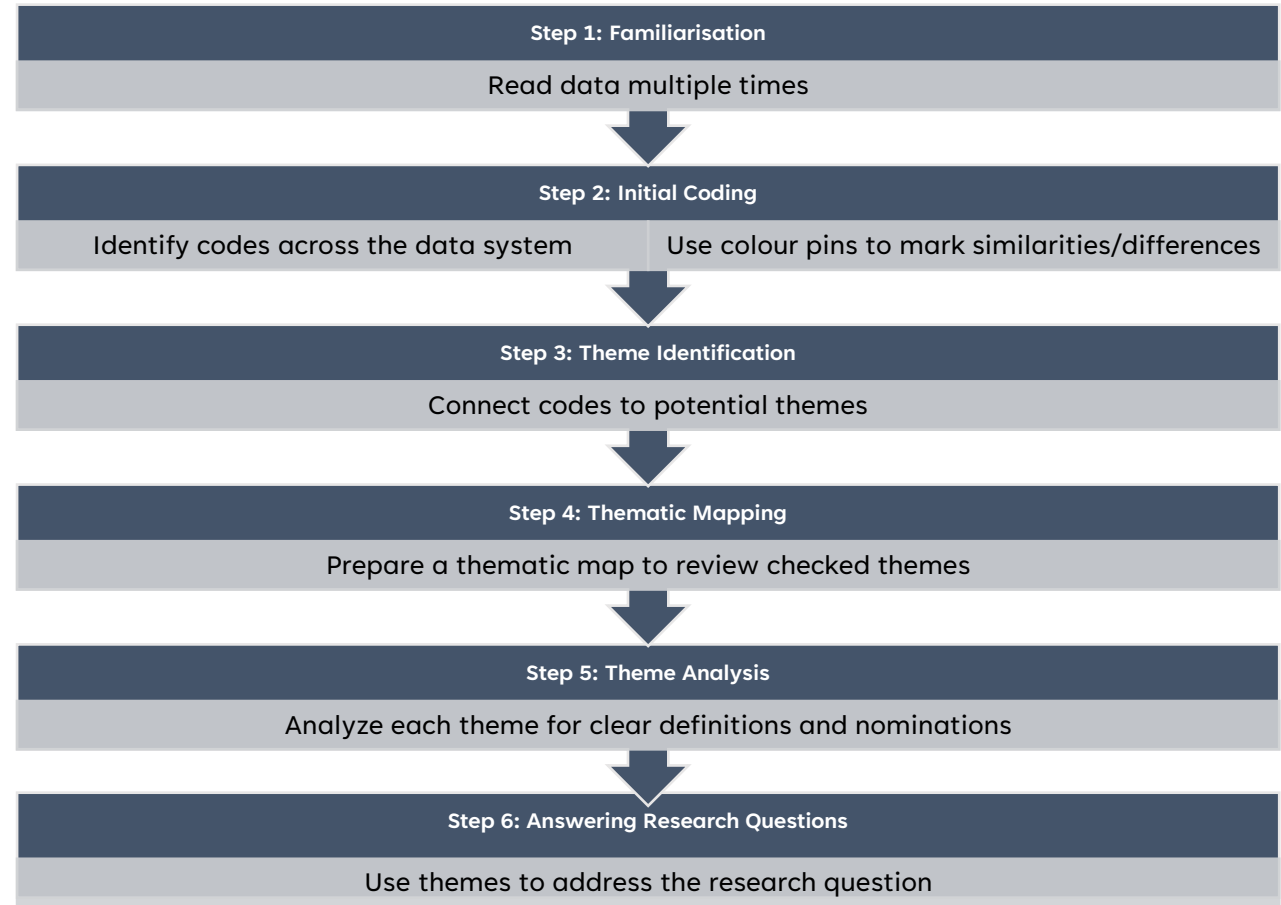 Step 1: Familiarisation
Read data multiple times
Step 2: Initial Coding
Identify codes across the data system
Use colour pins to mark similarities/differences
Step 3: Theme Identification
Connect codes to potential themes
Step 4: Thematic Mapping
Prepare a thematic map to review checked themes
Step 5: Theme Analysis
Analyze each theme for clear definitions and nominations
Step 6: Answering Research Questions
Use themes to address the research question